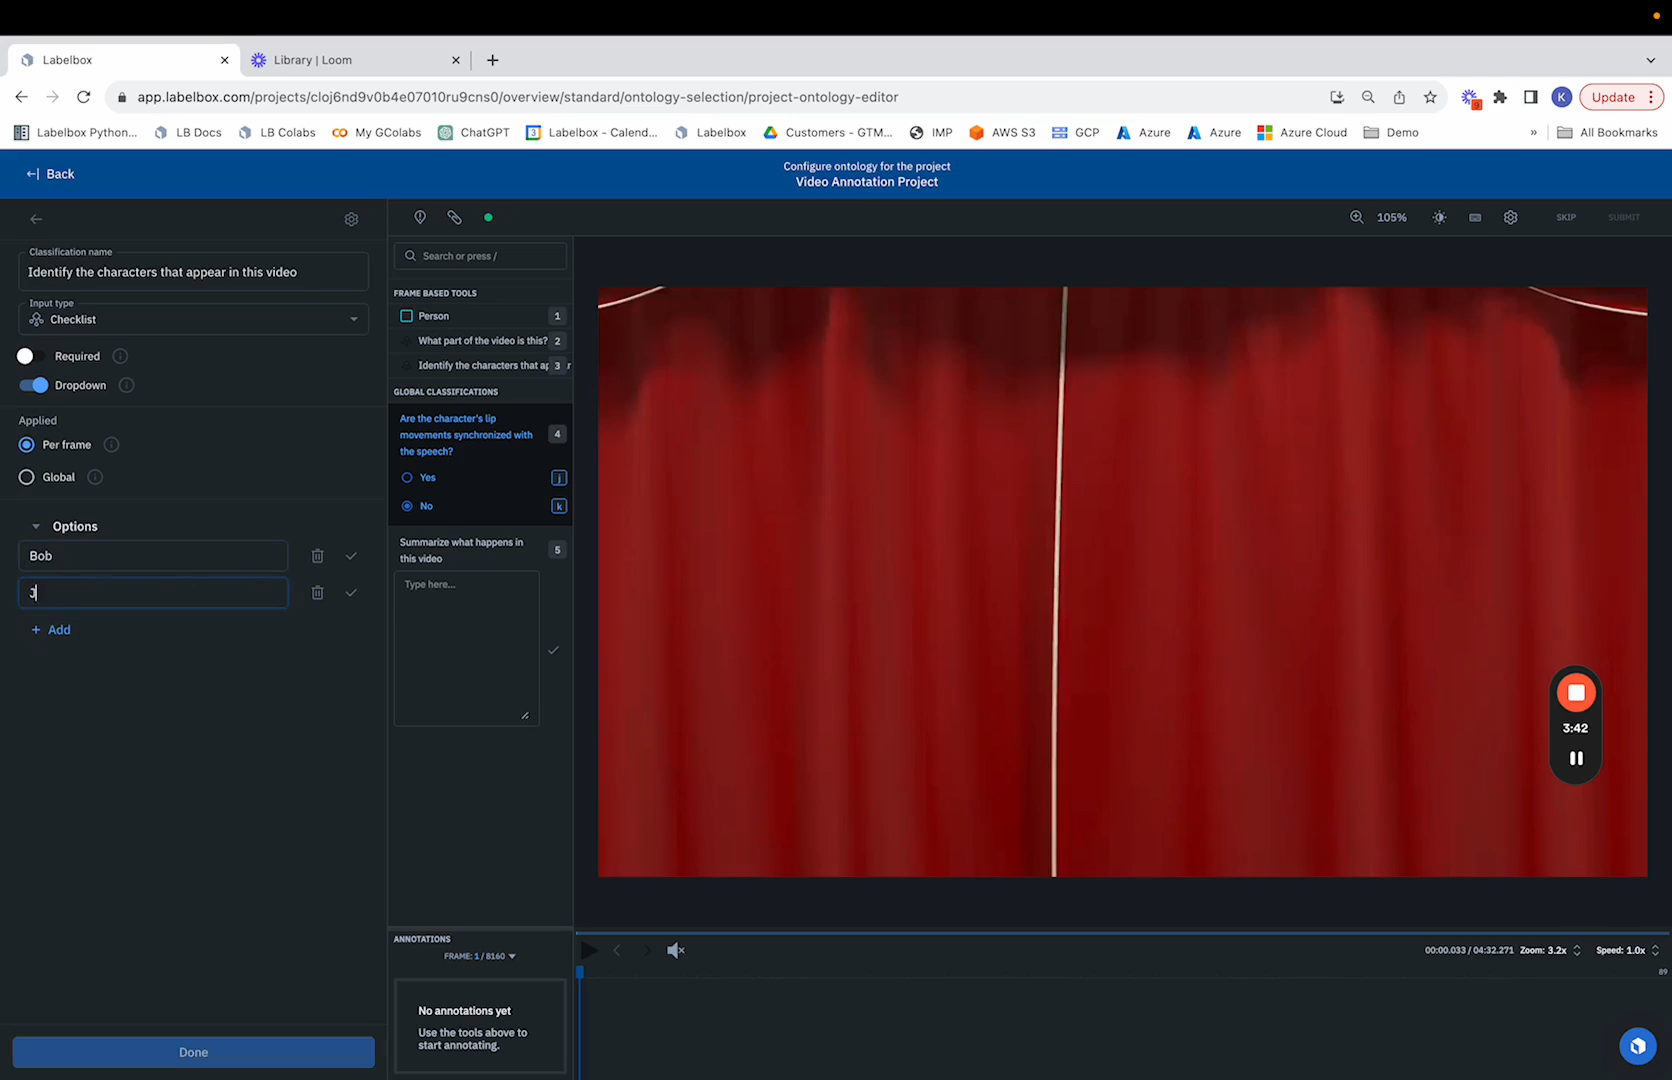 Labelbox
Library | Loom
app.labelbox.com/projects/cloj6nd9v0b4e07010ru9cns0/overview/standard/ontology-selection/project-ontology-editor
9
K
Update
Labelbox Python...
LB Docs
LB Colabs
My GColabs
ChatGPT
Labelbox - Calend...
Labelbox
Customers - GTM...
IMP
AWS S3
GCP
Azure
Azure
Azure Cloud
Demo
»
All Bookmarks
Back
Configure ontology for the project
Video Annotation Project
105%
SKIP
SUBMIT
Classification name
Identify the characters that appear in this video
Input type
Checklist
Required
Dropdown
Applied
Per frame
Global
Options
Bob
J
+ Add
Done
Search or press /
FRAME BASED TOOLS
Person 1
What part of the video is this? 2
Identify the characters that ap 3 r
GLOBAL CLASSIFICATIONS
Are the character's lip
movements synchronized with 4
the speech?
Yes j
No k
Summarize what happens in
this video 5
Type here...
3:42
ANNOTATIONS
FRAME: 1 / 8160
No annotations yet
Use the tools above to
start annotating.
00:00.033 / 04:32.271 Zoom: 3.2x Speed: 1.0x
89